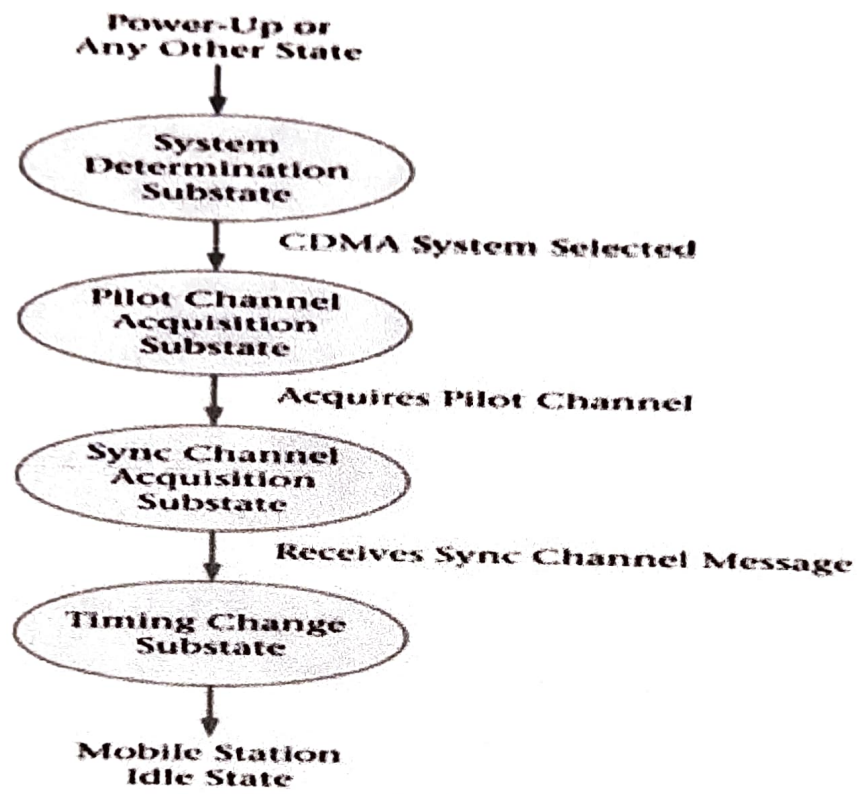 Power-Up or
Any Other State
System
Determination
Substate
CDMA System Selected
Pilot Channel
Acquisition
Substate
Acquires Pilot Channel
Sync Channel
Acquisition
Substate
Receives Sync Channel Message
Timing Change
Substate
Mobile Station
Idle State